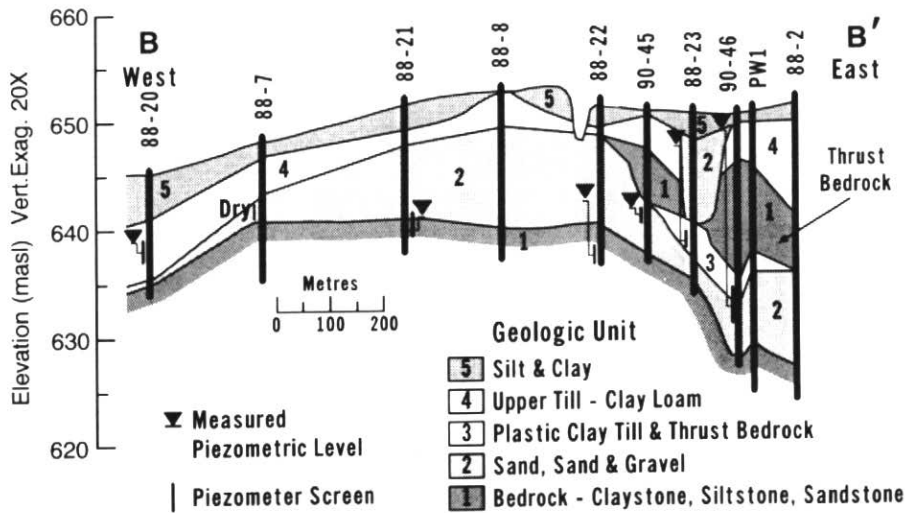 Elevation (masl) Vert.Exag. 20X
660
650
640
630
620
B
West
B′
East
88-20
88-7
88-21
88-8
88-22
90-45
88-23
90-46
PW1
88-2
5
4
2
5
1
Dry
1
5
2
3
4
1
2
Thrust
Bedrock
Metres
0 100 200
Measured
Piezometric Level
Piezometer Screen
Geologic Unit
5 Silt & Clay
4 Upper Till - Clay Loam
3 Plastic Clay Till & Thrust Bedrock
2 Sand, Sand & Gravel
1 Bedrock - Claystone, Siltstone, Sandstone